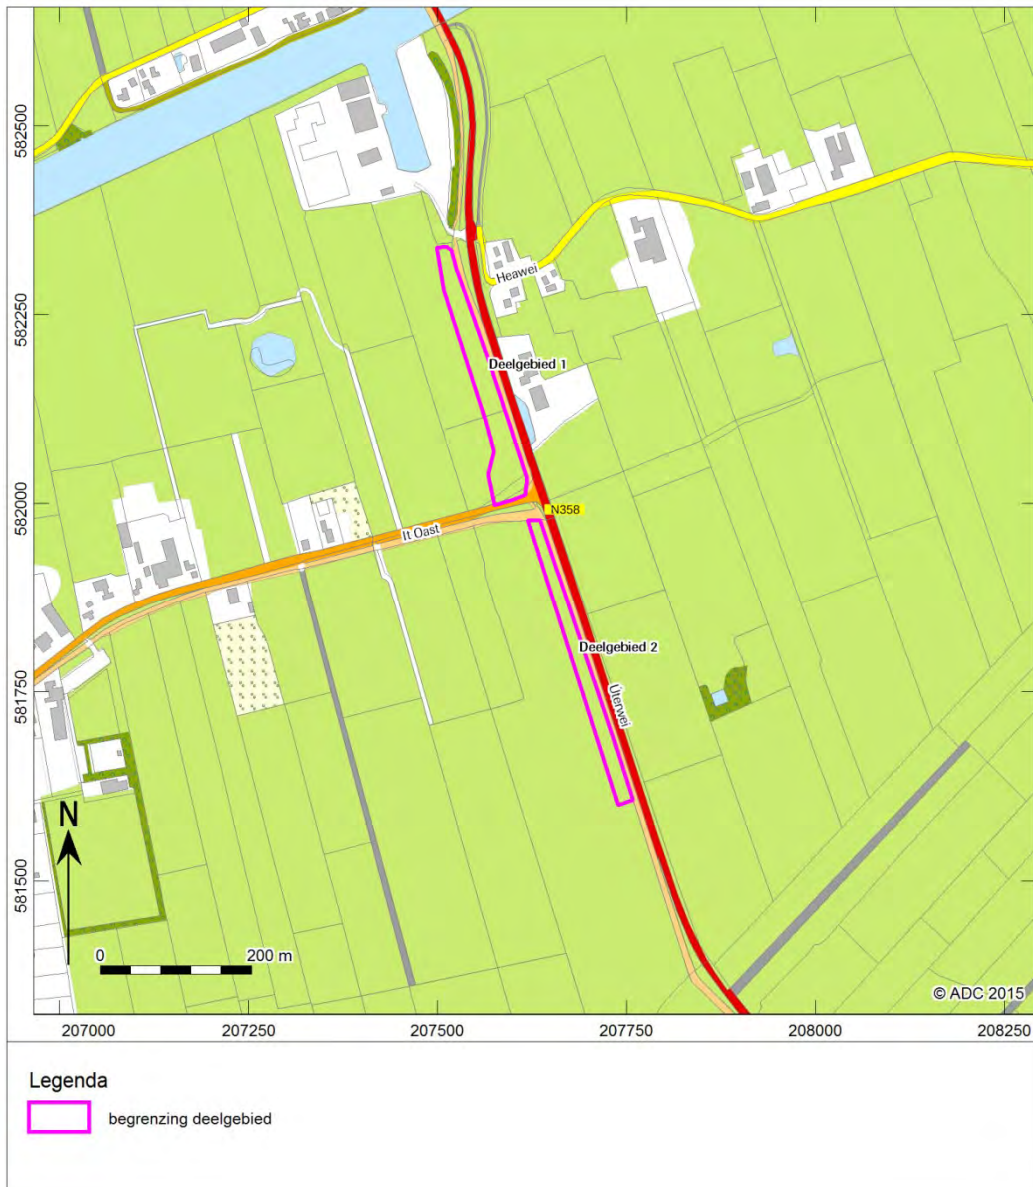 582500
582250
582000
581750
581500
Heawei
Deelgebied 1
N358
It Oast
Deelgebied 2
Úterwei
N
0 200 m
© ADC 2015
207000 207250 207500 207750 208000 208250
Legenda
begrenzing deelgebied